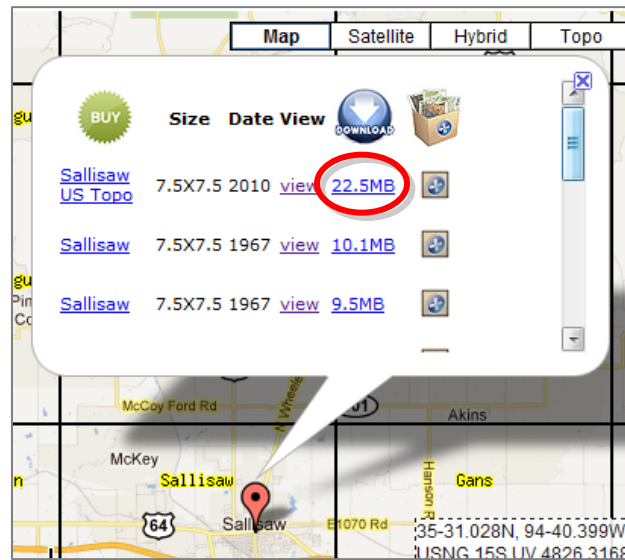 Map Satellite Hybrid Topo
BUY Size Date View DOWNLOAD
Sallisaw
US Topo 7.5X7.5 2010 view 22.5MB
Sallisaw 7.5X7.5 1967 view 10.1MB
Sallisaw 7.5X7.5 1967 view 9.5MB
McCoy Ford Rd
N Wheele
Akins
McKey
Sallisaw
Hanson R
Gans
64
Sallisaw
E1070 Rd
35-31.028N, 94-40.399W
USNG 15S UV 4826 3168